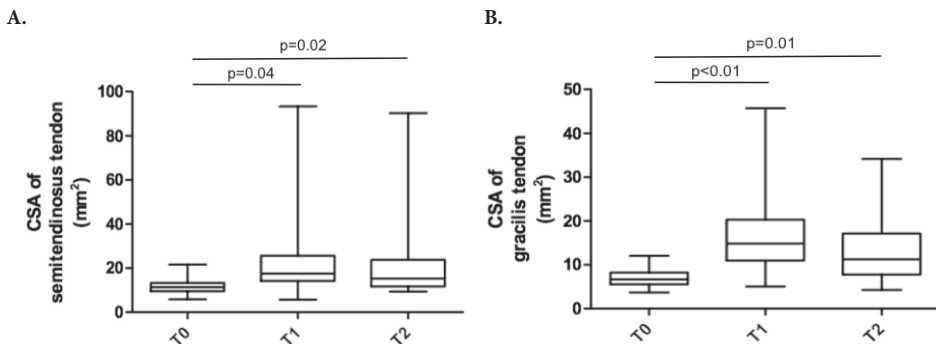 A.
p=0.02
p=0.04
CSA of
semitendinosus tendon
(mm²)
100
80
60
40
20
0
T0
T1
T2
B.
p=0.01
p<0.01
CSA of
gracilis tendon
(mm²)
50
40
30
20
10
0
T0
T1
T2